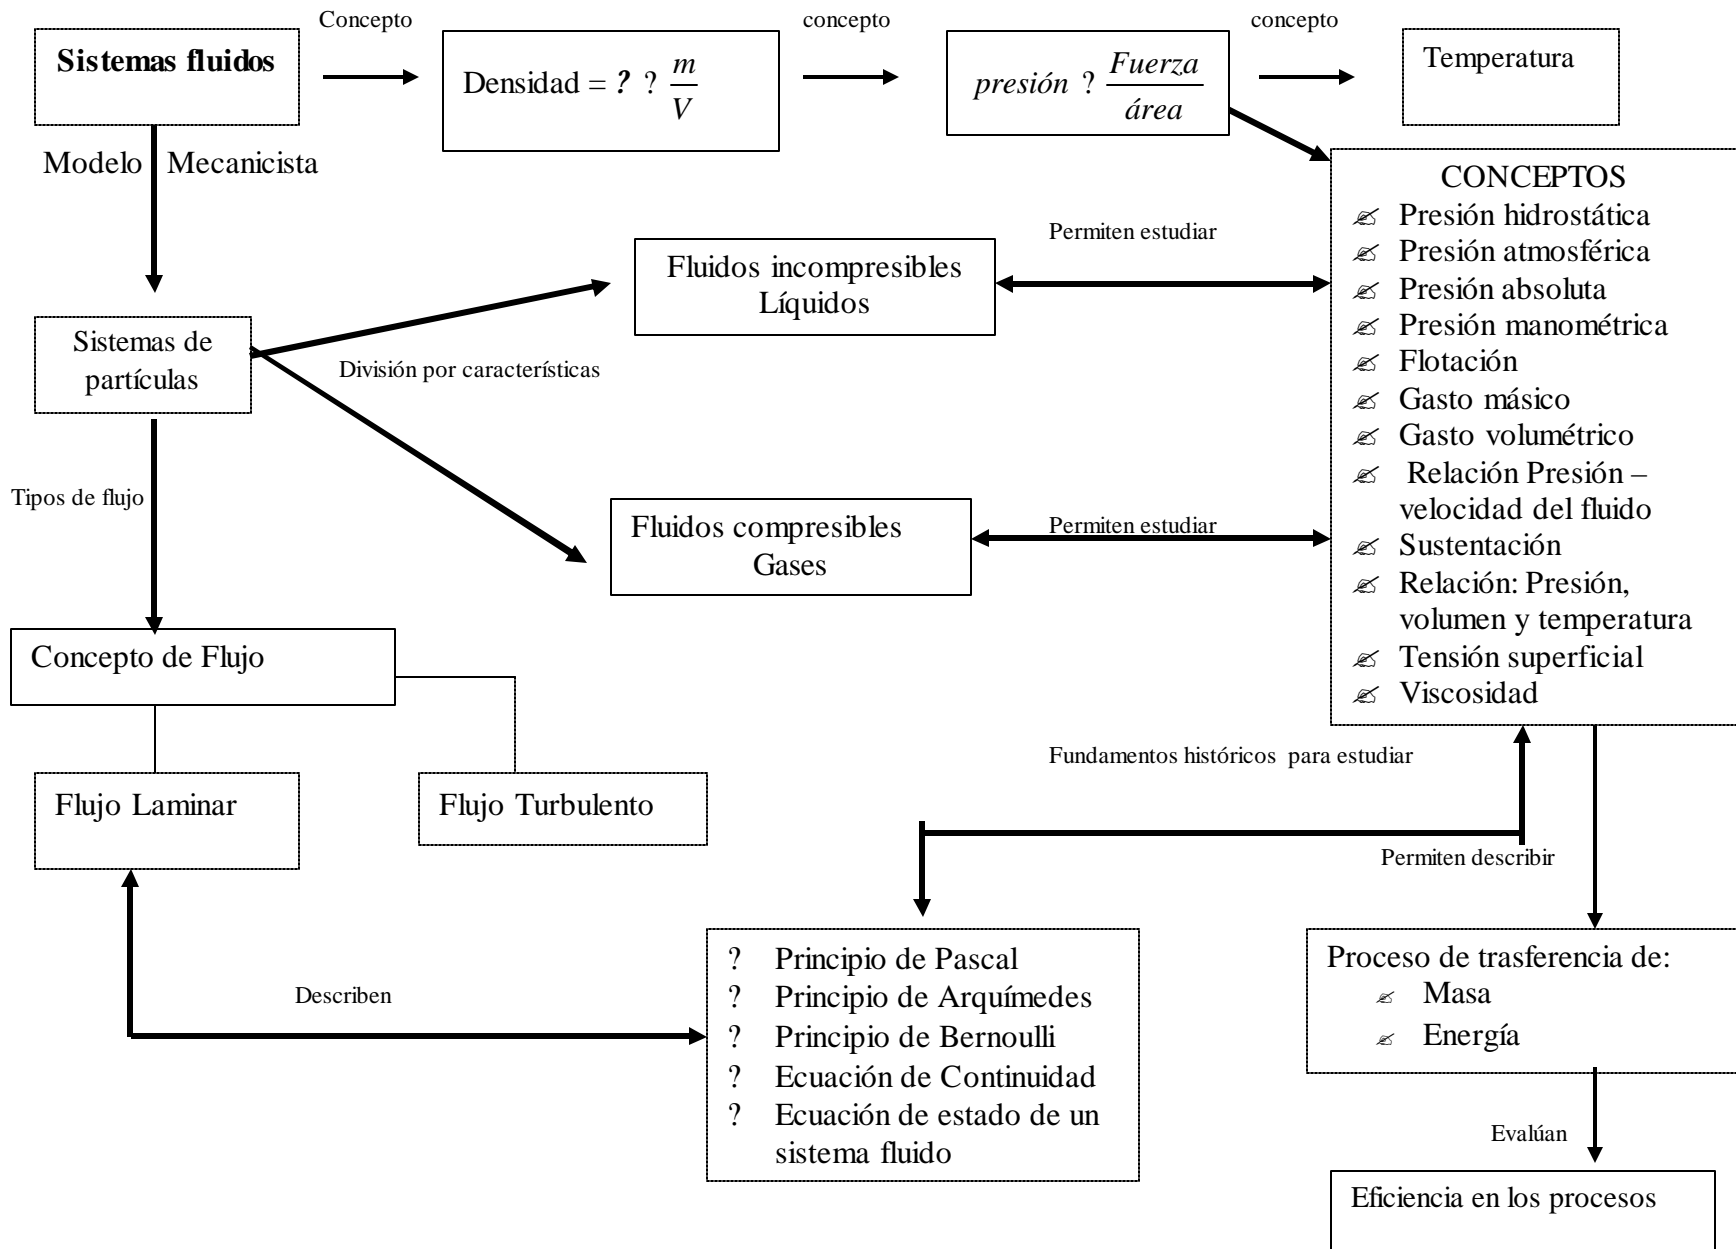 Concepto
concepto
concepto
Sistemas fluidos
Densidad = ? ? m/V
presión ? Fuerza/área
Temperatura
Modelo Mecanicista
CONCEPTOS
Presión hidrostática
Presión atmosférica
Presión absoluta
Presión manométrica
Flotación
Gasto másico
Gasto volumétrico
Relación Presión –
velocidad del fluido
Sustentación
Relación: Presión,
volumen y temperatura
Tensión superficial
Viscosidad
Permiten estudiar
Fluidos incompresibles
Líquidos
Sistemas de
partículas
División por características
Tipos de flujo
Fluidos compresibles
Gases
Permiten estudiar
Concepto de Flujo
Flujo Laminar
Flujo Turbulento
Fundamentos históricos para estudiar
Permiten describir
Describen
? Principio de Pascal
? Principio de Arquímedes
? Principio de Bernoulli
? Ecuación de Continuidad
? Ecuación de estado de un
sistema fluido
Proceso de trasferencia de:
Masa
Energía
Evalúan
Eficiencia en los procesos